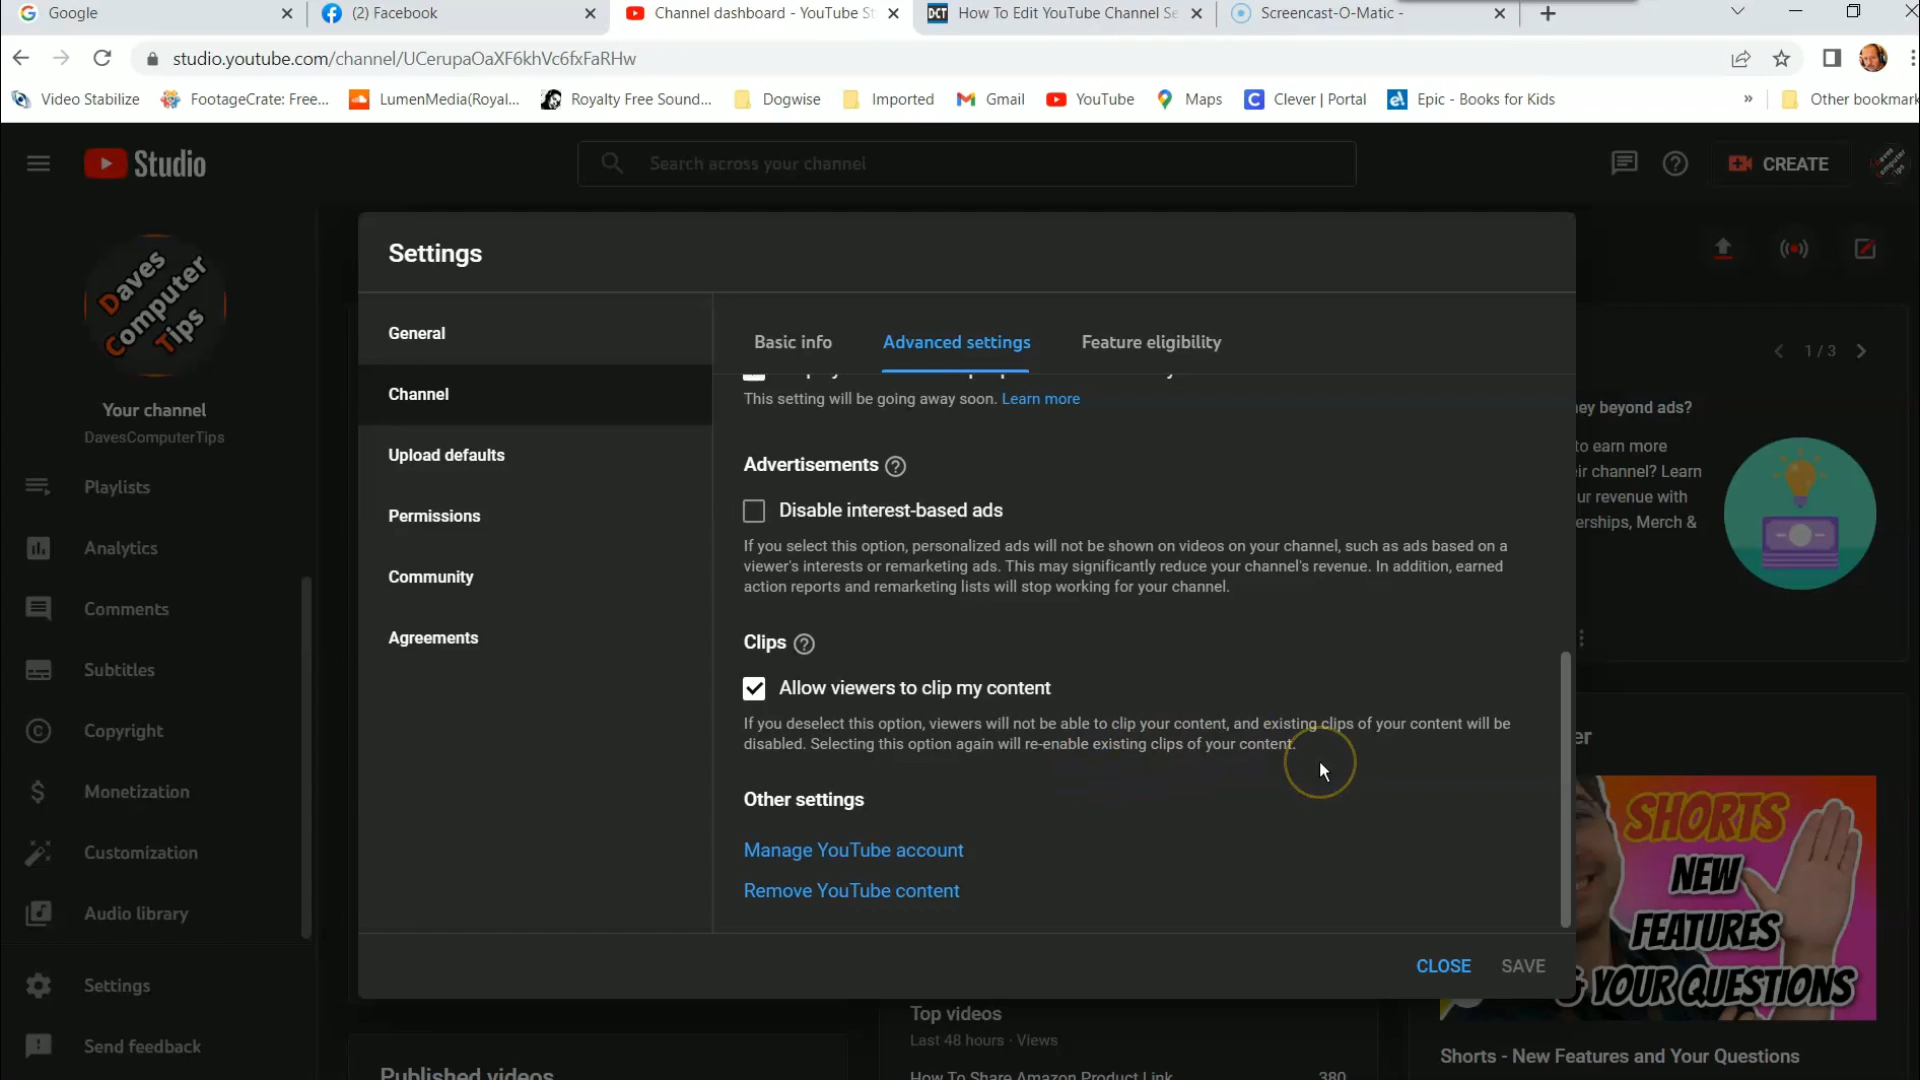 Google
(2) Facebook
Channel dashboard - YouTube St
How To Edit YouTube Channel Se
Screencast-O-Matic -
studio.youtube.com/channel/UCerupaOaXF6khVc6fxFaRHw
Video Stabilize
FootageCrate: Free...
LumenMedia(Royal...
Royalty Free Sound...
Dogwise
Imported
Gmail
YouTube
Maps
Clever | Portal
Epic - Books for Kids
»
Other bookmark
Studio
Search across your channel
CREATE
Daves
Computer
Tips
Your channel
DavesComputerTips
Playlists
Analytics
Comments
Subtitles
Copyright
Monetization
Customization
Audio library
Settings
Send feedback
Settings
General
Channel
Upload defaults
Permissions
Community
Agreements
Basic info
Advanced settings
Feature eligibility
This setting will be going away soon. Learn more
Advertisements
Disable interest-based ads
If you select this option, personalized ads will not be shown on videos on your channel, such as ads based on a
viewer's interests or remarketing ads. This may significantly reduce your channel's revenue. In addition, earned
action reports and remarketing lists will stop working for your channel.
Clips
Allow viewers to clip my content
If you deselect this option, viewers will not be able to clip your content, and existing clips of your content will be
disabled. Selecting this option again will re-enable existing clips of your content.
Other settings
Manage YouTube account
Remove YouTube content
CLOSE
SAVE
1 / 3
ey beyond ads?
to earn more
ir channel? Learn
ur revenue with
erships, Merch &
er
SHORTS
NEW
FEATURES
& YOUR QUESTIONS
Shorts - New Features and Your Questions
Top videos
Last 48 hours · Views
How To Share Amazon Product Link
380
Published videos